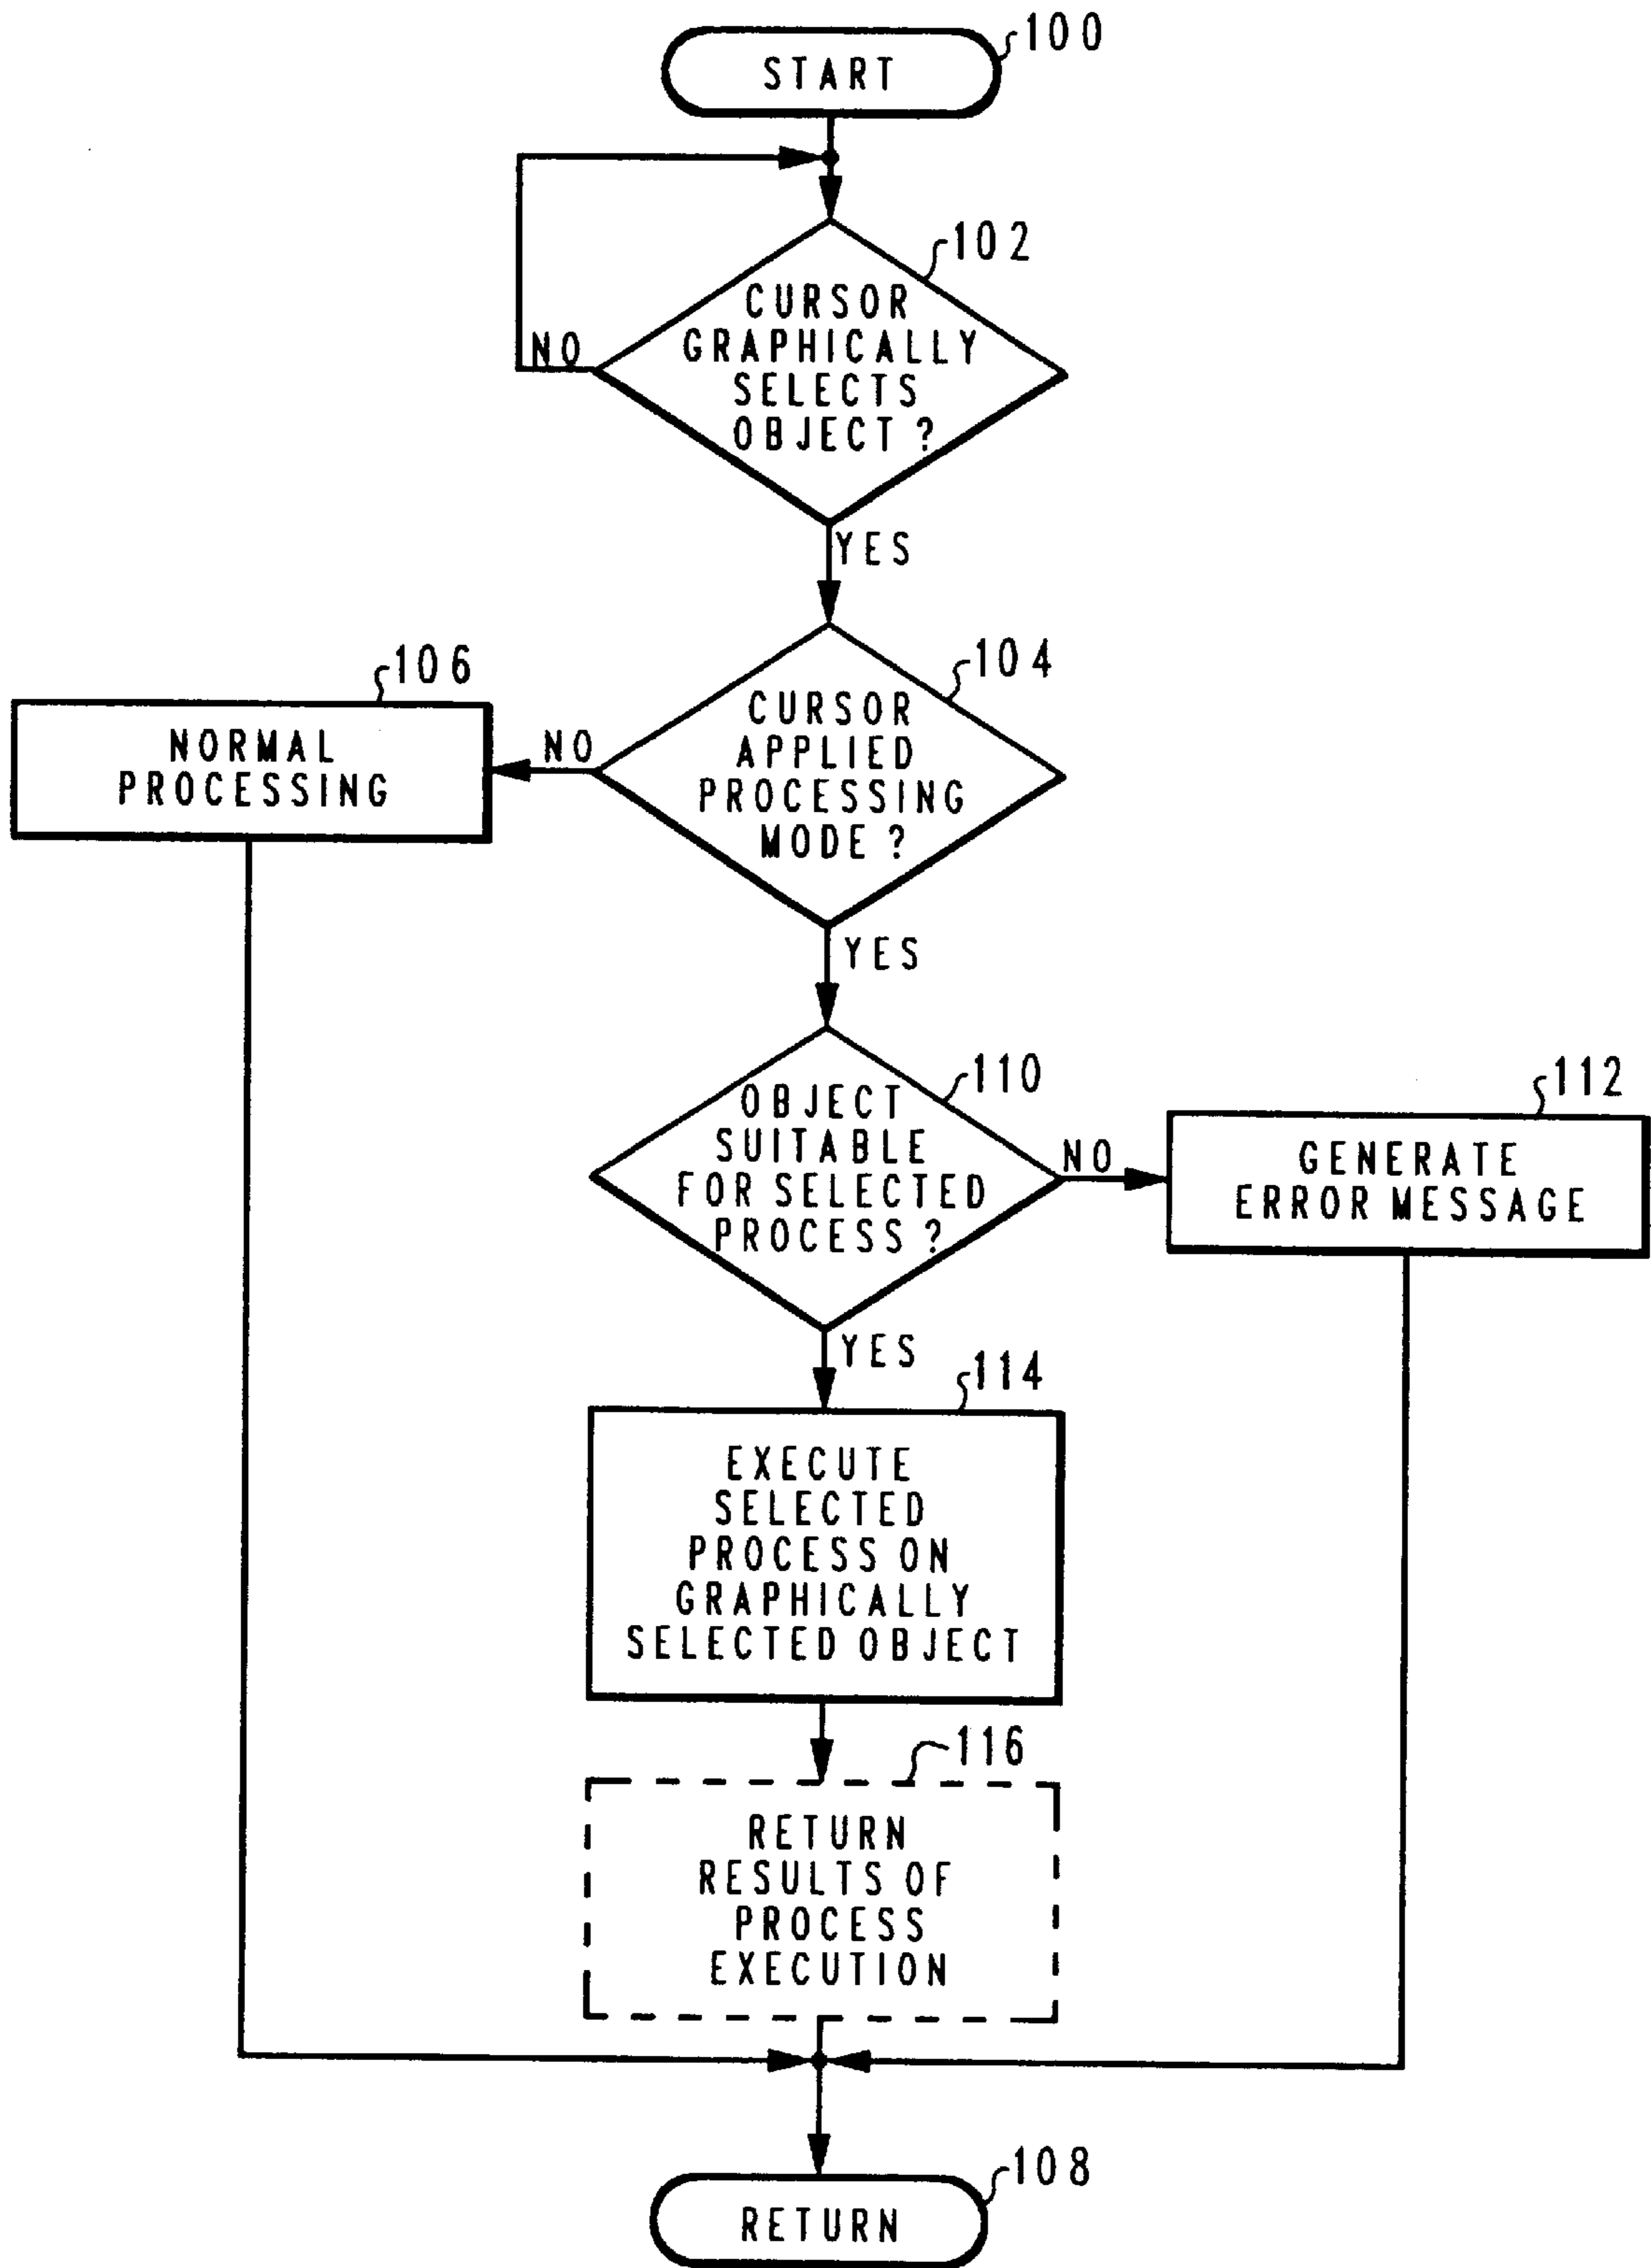 100
START
102
CURSOR
GRAPHICALLY
SELECTS
OBJECT ?
NO
YES
104
CURSOR
APPLIED
PROCESSING
MODE ?
NO
106
NORMAL
PROCESSING
YES
110
OBJECT
SUITABLE
FOR SELECTED
PROCESS ?
NO
112
GENERATE
ERROR MESSAGE
YES
114
EXECUTE
SELECTED
PROCESS ON
GRAPHICALLY
SELECTED OBJECT
116
RETURN
RESULTS OF
PROCESS
EXECUTION
108
RETURN